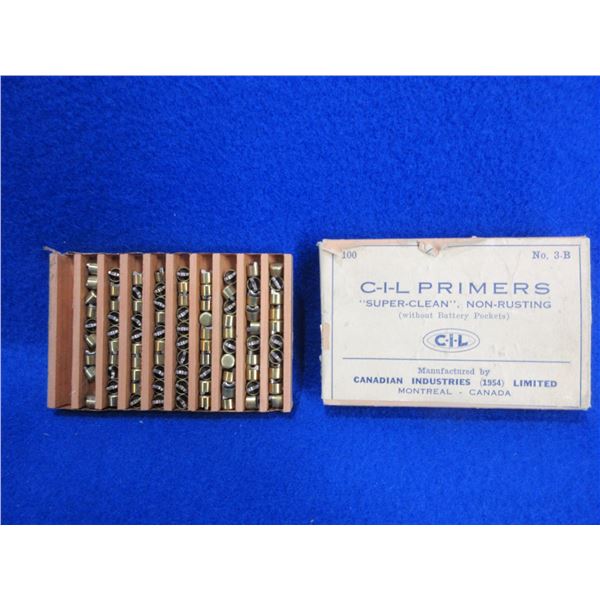 100 No. 3-B
C-I-L PRIMERS
"SUPER-CLEAN", NON-RUSTING
(without Battery Pockets)
C-I-L
Manufactured by
CANADIAN INDUSTRIES (1954) LIMITED
MONTREAL - CANADA